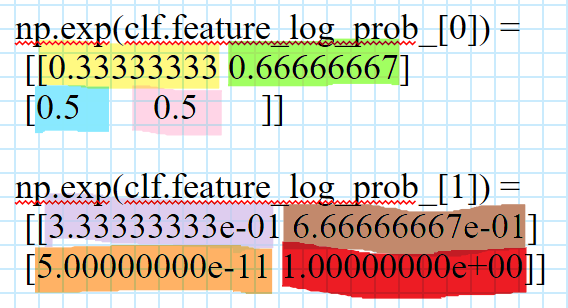 np.exp(clf.feature_log_prob_[0]) =
[[0.33333333 0.66666667]
[0.5 0.5 ]]
np.exp(clf.feature_log_prob_[1]) =
[[3.33333333e-01 6.66666667e-01]
[5.00000000e-11 1.00000000e+00]]